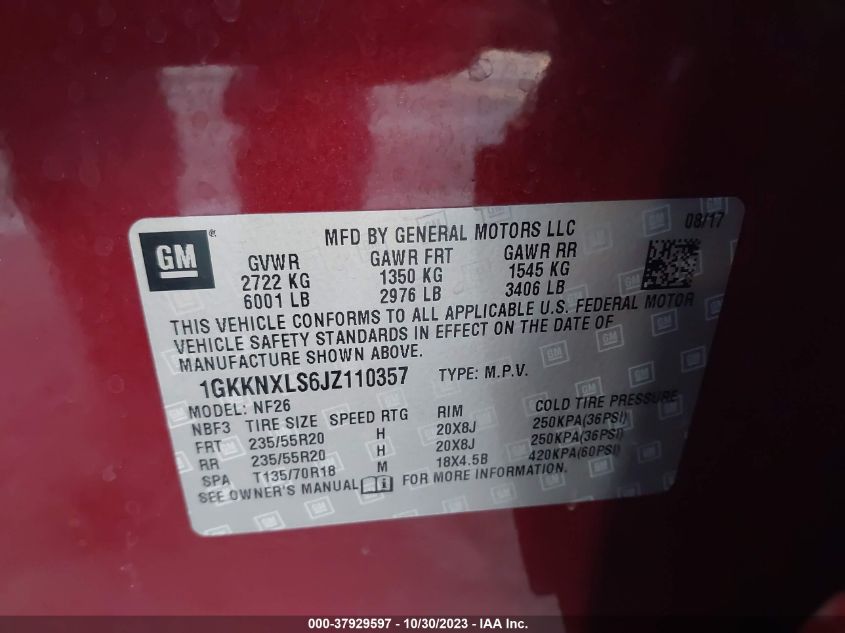 GM
®
MFD BY GENERAL MOTORS LLC
08/17
GVWR GAWR FRT GAWR RR
2722 KG 1350 KG 1545 KG
6001 LB 2976 LB 3406 LB
THIS VEHICLE CONFORMS TO ALL APPLICABLE U.S. FEDERAL MOTOR
VEHICLE SAFETY STANDARDS IN EFFECT ON THE DATE OF
MANUFACTURE SHOWN ABOVE.
1GKKNXLS6JZ110357 TYPE: M.P.V.
MODEL: NF26
NBF3 TIRE SIZE SPEED RTG RIM COLD TIRE PRESSURE
FRT 235/55R20 H 20X8J 250KPA(36PSI)
RR 235/55R20 H 20X8J 250KPA(36PSI)
SPA T135/70R18 M 18X4.5B 420KPA(60PSI)
SEE OWNER'S MANUAL FOR MORE INFORMATION.
000-37929597 - 10/30/2023 - IAA Inc.